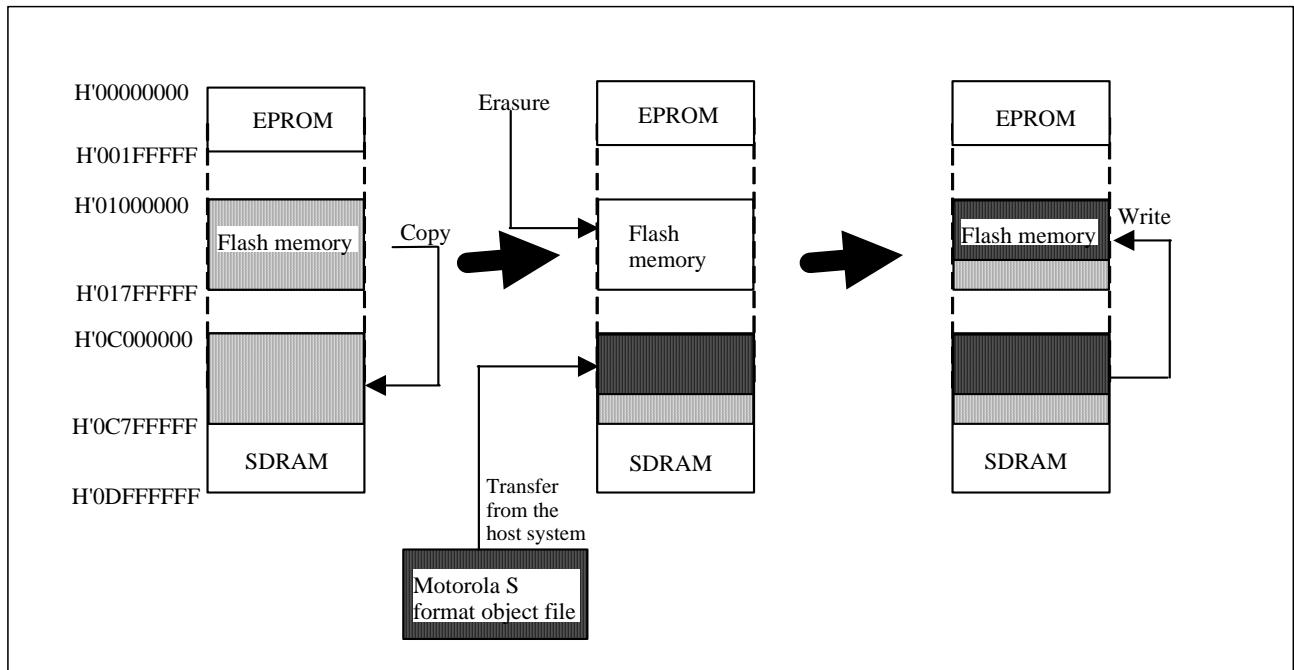 H'00000000
EPROM
H'001FFFFF
H'01000000
Flash memory
H'017FFFFF
H'0C000000
H'0C7FFFFF
SDRAM
H'0DFFFFFF
Copy
Erasure
EPROM
Flash
memory
SDRAM
Transfer
from the
host system
Motorola S
format object file
EPROM
Flash memory
Write
SDRAM